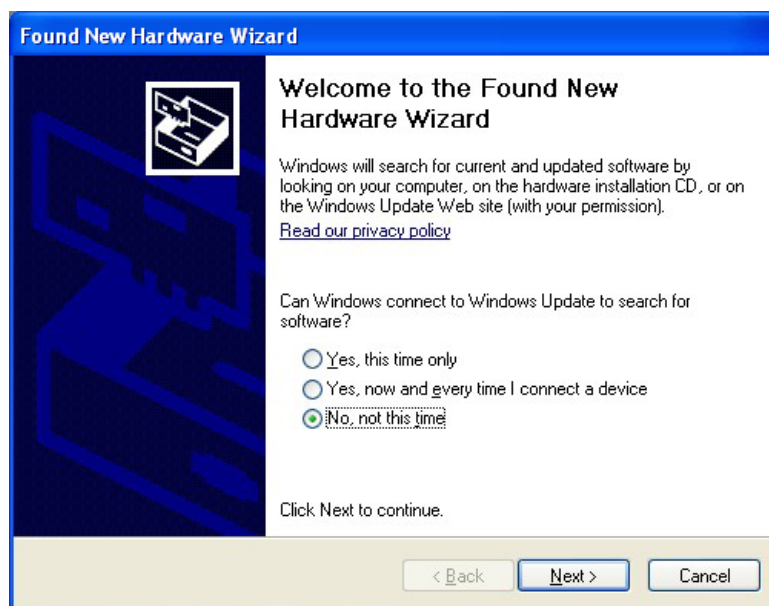 Found New Hardware Wizard
Welcome to the Found New
Hardware Wizard
Windows will search for current and updated software by
looking on your computer, on the hardware installation CD, or on
the Windows Update Web site (with your permission).
Read our privacy policy
Can Windows connect to Windows Update to search for
software?
Yes, this time only
Yes, now and every time I connect a device
No, not this time
Click Next to continue.
< Back
Next >
Cancel